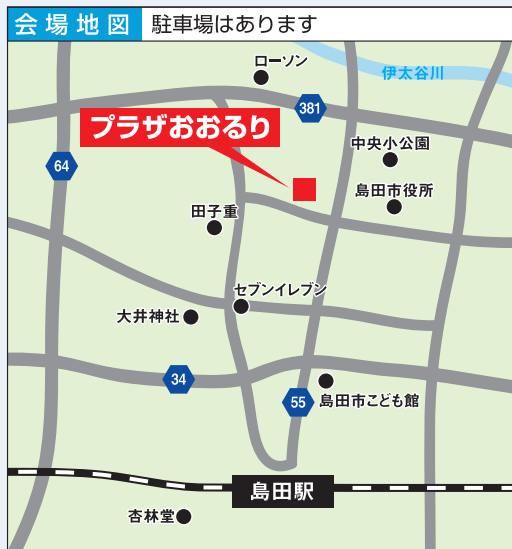 会場地図 駐車場はあります
ローソン
伊太谷川
381
プラザおおるり
中央小公園
64
島田市役所
田子重
セブンイレブン
大井神社
34
55
島田市こども館
島田駅
杏林堂